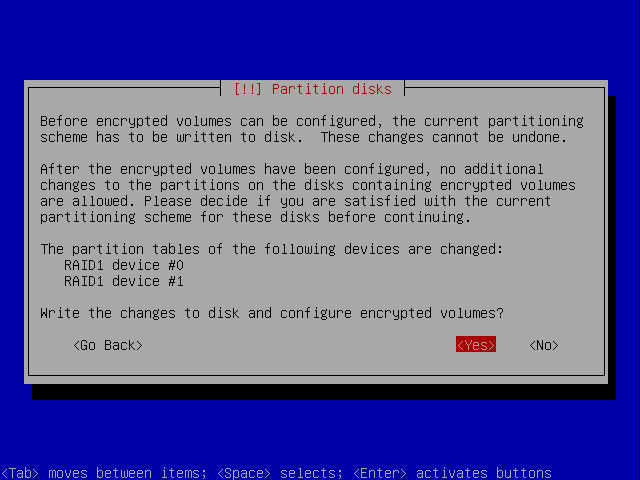 [!!] Partition disks
Before encrypted volumes can be configured, the current partitioning
scheme has to be written to disk.  These changes cannot be undone.
After the encrypted volumes have been configured, no additional
changes to the partitions on the disks containing encrypted volumes
are allowed. Please decide if you are satisfied with the current
partitioning scheme for these disks before continuing.
The partition tables of the following devices are changed:
RAID1 device #0
RAID1 device #1
Write the changes to disk and configure encrypted volumes?
<Go Back> <Yes> <No>
<Tab> moves between items; <Space> selects; <Enter> activates buttons